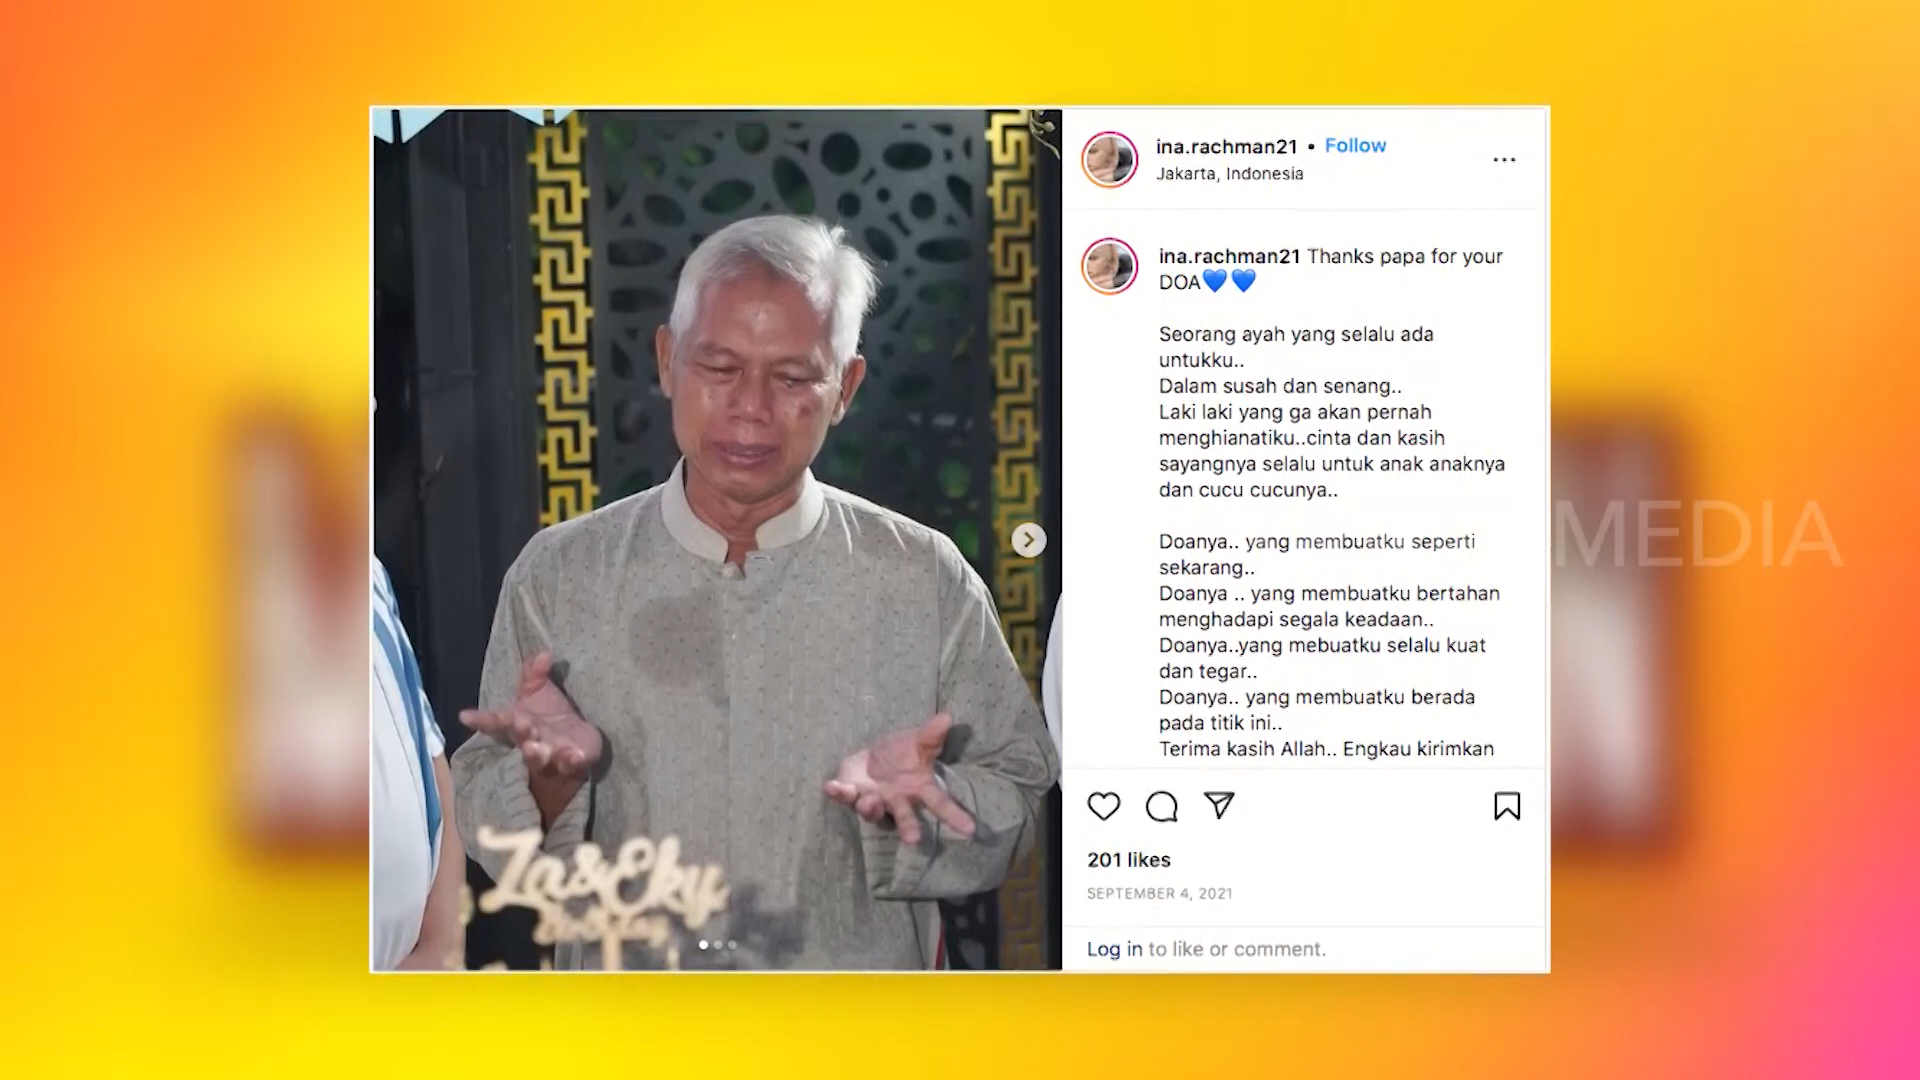 ina.rachman21 • Follow
Jakarta, Indonesia
ina.rachman21 Thanks papa for your
DOA💙💙
Seorang ayah yang selalu ada
untukku..
Dalam susah dan senang..
Laki laki yang ga akan pernah
menghianatiku..cinta dan kasih
sayangnya selalu untuk anak anaknya
dan cucu cucunya..
Doanya.. yang membuatku seperti
sekarang..
Doanya .. yang membuatku bertahan
menghadapi segala keadaan..
Doanya..yang mebuatku selalu kuat
dan tegar..
Doanya.. yang membuatku berada
pada titik ini..
Terima kasih Allah.. Engkau kirimkan
201 likes
SEPTEMBER 4, 2021
Log in to like or comment.
Za&Eky
MEDIA